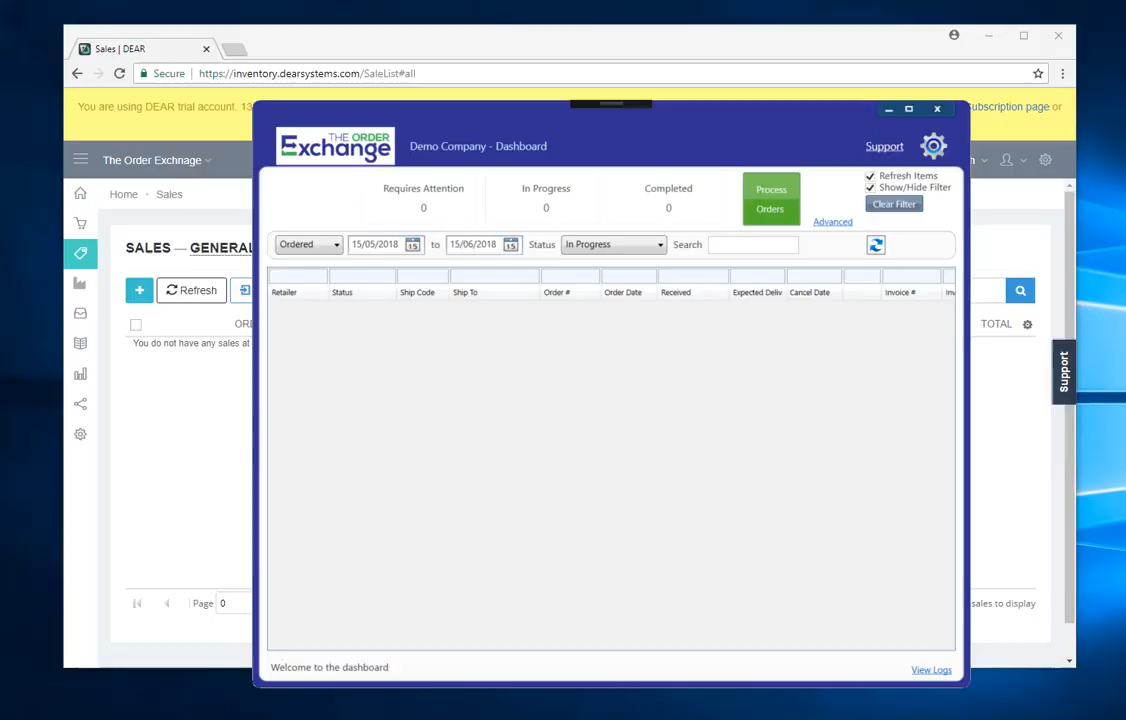 Sales | DEAR
Secure
https://inventory.dearsystems.com/SaleList#all
You are using DEAR trial account. 13
ubscription page or
The Order Exchnage
Home • Sales
SALES — GENERAL
Refresh
You do not have any sales at
TOTAL
Page 0
sales to display
Support
THE ORDER
Exchange
Demo Company - Dashboard
Support
Requires Attention
In Progress
Completed
0
0
0
Process
Orders
Refresh Items
Show/Hide Filter
Clear Filter
Advanced
Ordered
15/05/2018
15
to
15/06/2018
15
Status
In Progress
Search
Retailer
Status
Ship Code
Ship To
Order #
Order Date
Received
Expected Deliv
Cancel Date
Invoice #
Welcome to the dashboard
View Logs